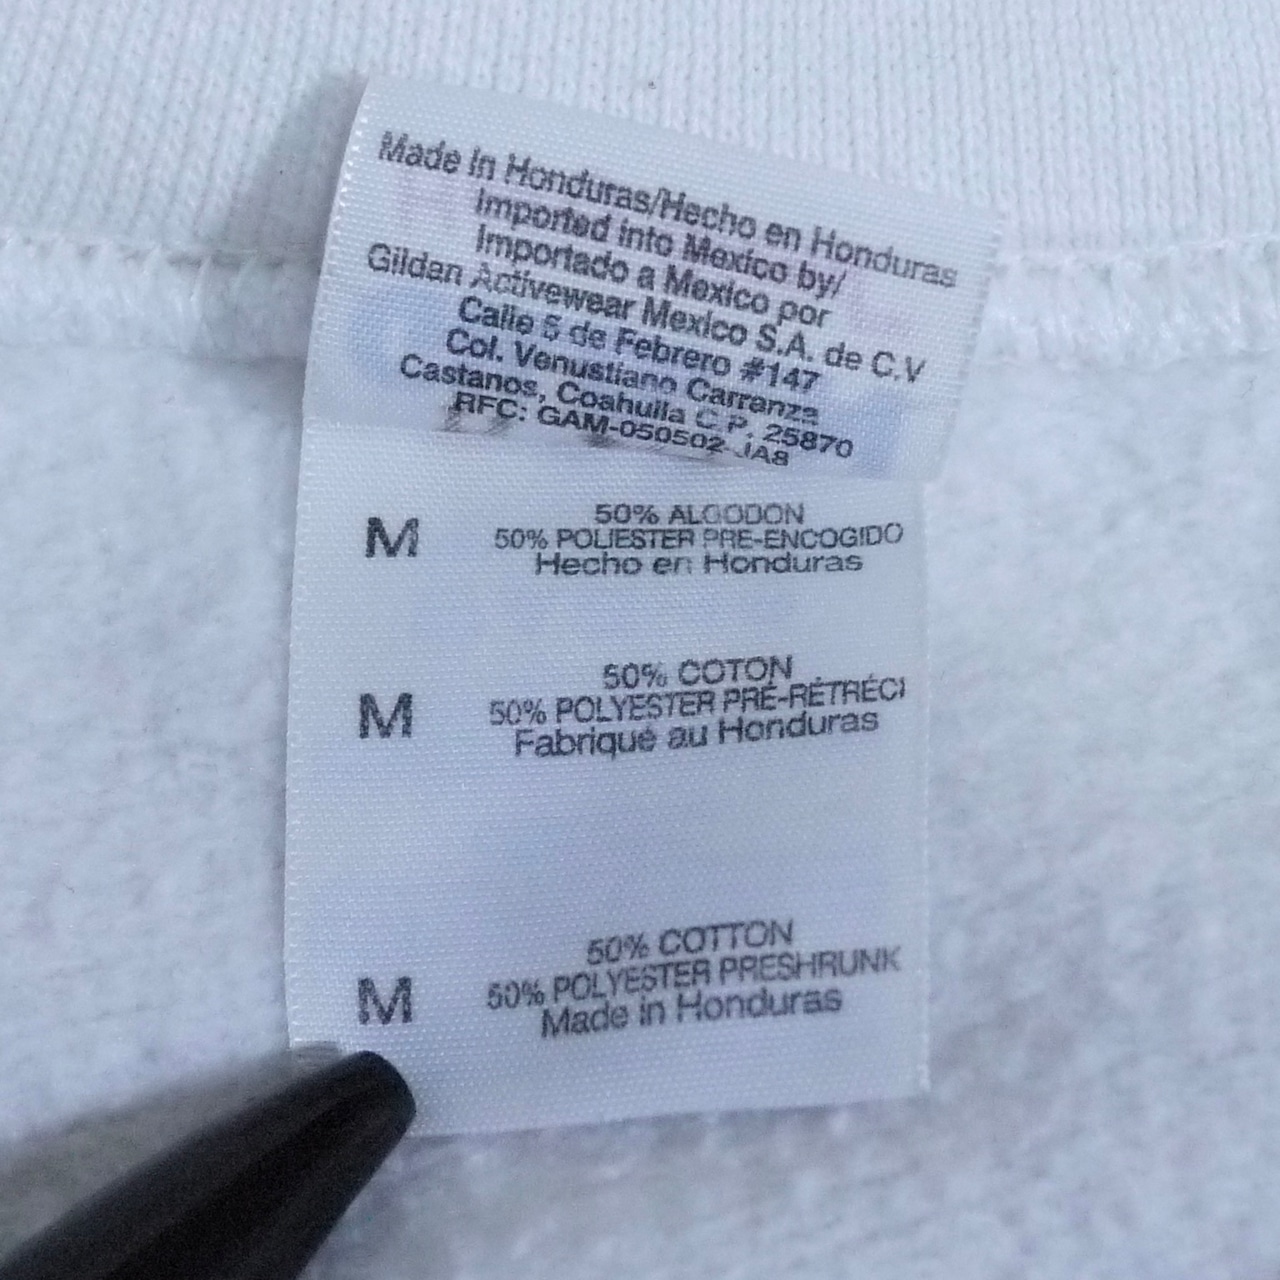 Made in Honduras/Hecho en Honduras
Imported into Mexico by/
Importado a Mexico por
Gildan Activewear Mexico S.A. de C.V
Calle 5 de Febrero #147
Col. Venustiano Carranza
Castanos, Coahuila C.P. 25870
RFC: GAM-050502-JA8
M
50% ALGODON
50% POLIESTER PRE-ENCOGIDO
Hecho en Honduras
M
50% COTON
50% POLYESTER PRÉ-RÉTRÉCI
Fabriqué au Honduras
M
50% COTTON
50% POLYESTER PRESHRUNK
Made in Honduras